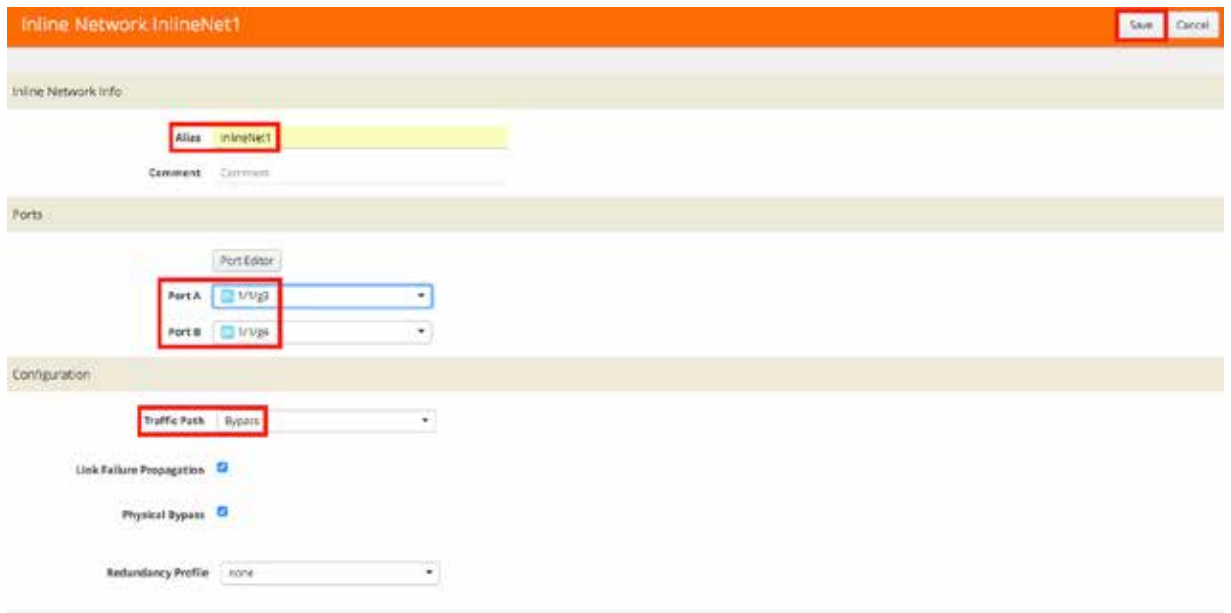 Inline Network InlineNet1
Save Cancel
Inline Network Info
Alias InlineNet1
Comment Comment
Ports
Port Editor
Port A 1/1/g3
Port B 1/1/g4
Configuration
Traffic Path Bypass
Link Failure Propagation
Physical Bypass
Redundancy Profile none